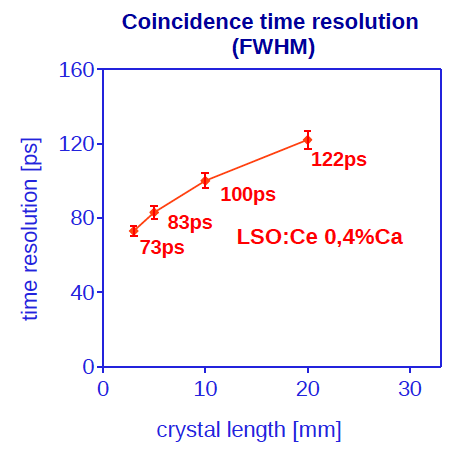 Coincidence time resolution
(FWHM)
160
120
80
40
0
time resolution [ps]
122ps
100ps
83ps
73ps
LSO:Ce 0,4%Ca
0 10 20 30
crystal length [mm]